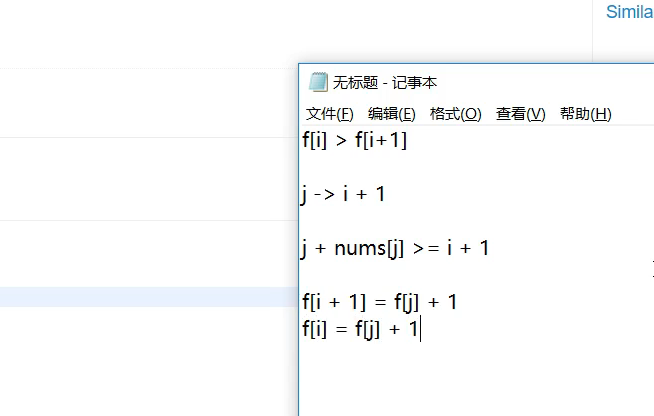 Simila
无标题 - 记事本
文件(F) 编辑(E) 格式(O) 查看(V) 帮助(H)
f[i] > f[i+1]
j -> i + 1
j + nums[j] >= i + 1
f[i + 1] = f[j] + 1
f[i] = f[j] + 1